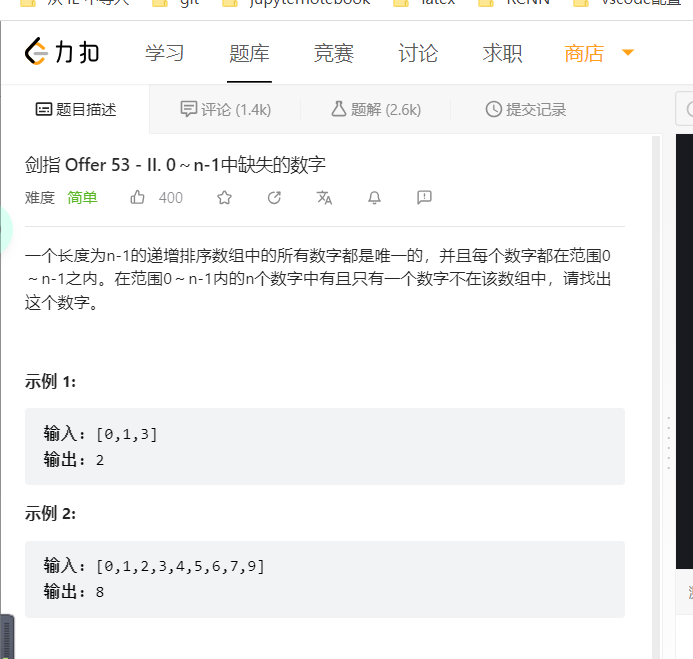 git
jupyternotebook
latex
RCNN
vscode配置
力扣
学习 题库 竞赛 讨论 求职 商店
题目描述 评论 (1.4k) 题解 (2.6k) 提交记录
剑指 Offer 53 - II. 0～n-1中缺失的数字
难度 简单 400
一个长度为n-1的递增排序数组中的所有数字都是唯一的，并且每个数字都在范围0
～n-1之内。在范围0～n-1内的n个数字中有且只有一个数字不在该数组中，请找出
这个数字。
示例 1:
输入: [0,1,3]
输出: 2
示例 2:
输入: [0,1,2,3,4,5,6,7,9]
输出: 8